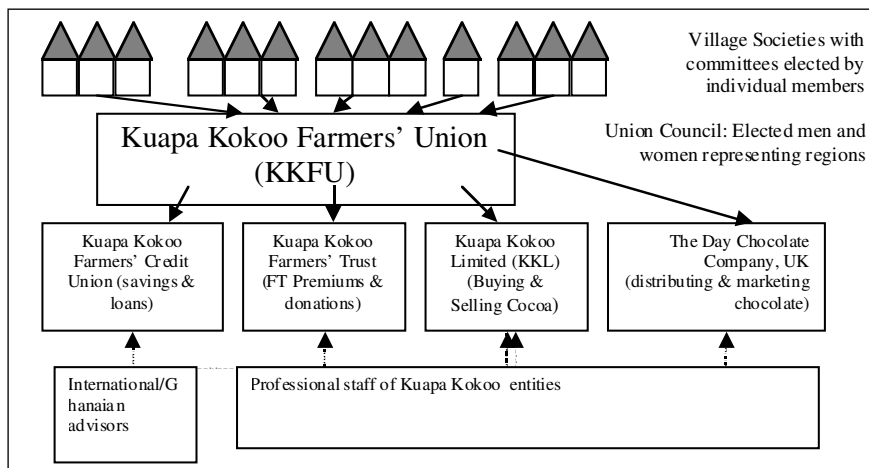 Village Societies with
committees elected by
individual members
Kuapa Kokoo Farmers' Union
(KKFU)
Union Council: Elected men and
women representing regions
Kuapa Kokoo
Farmers' Credit
Union (savings &
loans)
Kuapa Kokoo
Farmers' Trust
(FT Premiums &
donations)
Kuapa Kokoo
Limited (KKL)
(Buying &
Selling Cocoa)
The Day Chocolate
Company, UK
(distributing & marketing
chocolate)
International/G
hanaian
advisors
Professional staff of Kuapa Kokoo entities